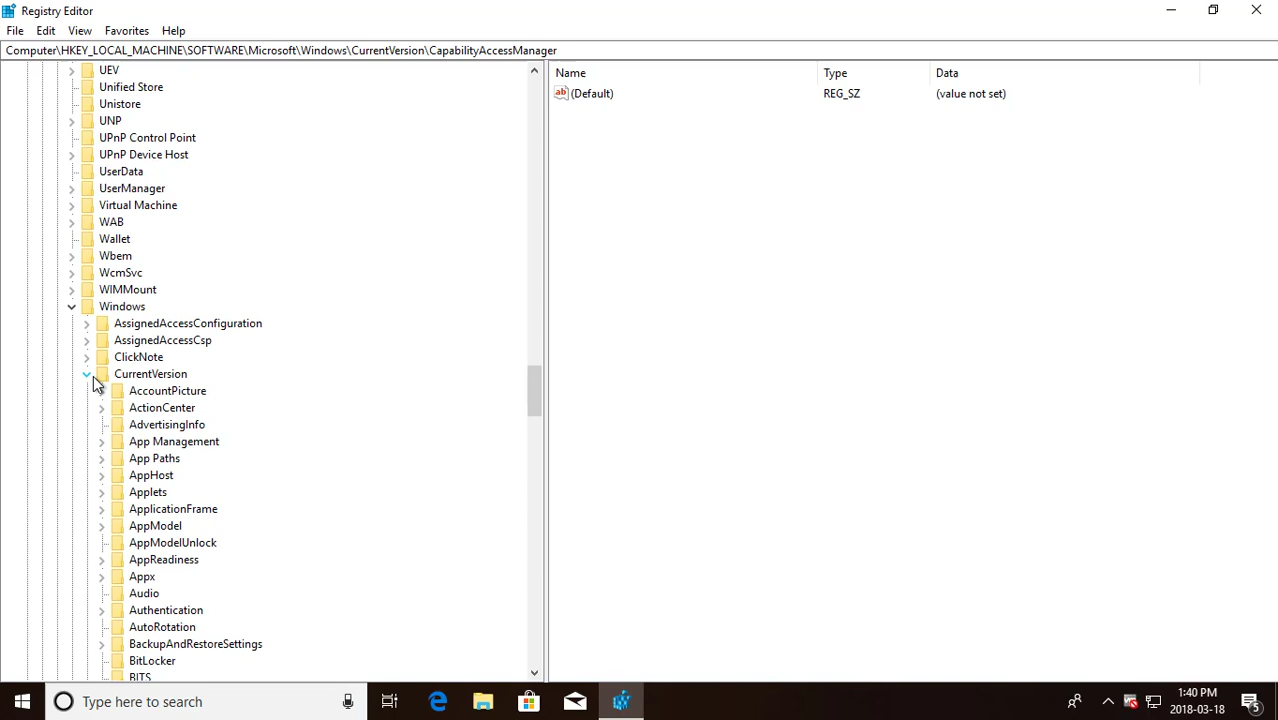 Registry Editor
File Edit View Favorites Help
Computer\HKEY_LOCAL_MACHINE\SOFTWARE\Microsoft\Windows\CurrentVersion\CapabilityAccessManager
UEV
Unified Store
Unistore
UNP
UPnP Control Point
UPnP Device Host
UserData
UserManager
Virtual Machine
WAB
Wallet
Wbem
WcmSvc
WIMMount
Windows
AssignedAccessConfiguration
AssignedAccessCsp
ClickNote
CurrentVersion
AccountPicture
ActionCenter
AdvertisingInfo
App Management
App Paths
AppHost
Applets
ApplicationFrame
AppModel
AppModelUnlock
AppReadiness
Appx
Audio
Authentication
AutoRotation
BackupAndRestoreSettings
BitLocker
BITS
Name Type Data
ab (Default) REG_SZ (value not set)
Type here to search
1:40 PM
2018-03-18
5